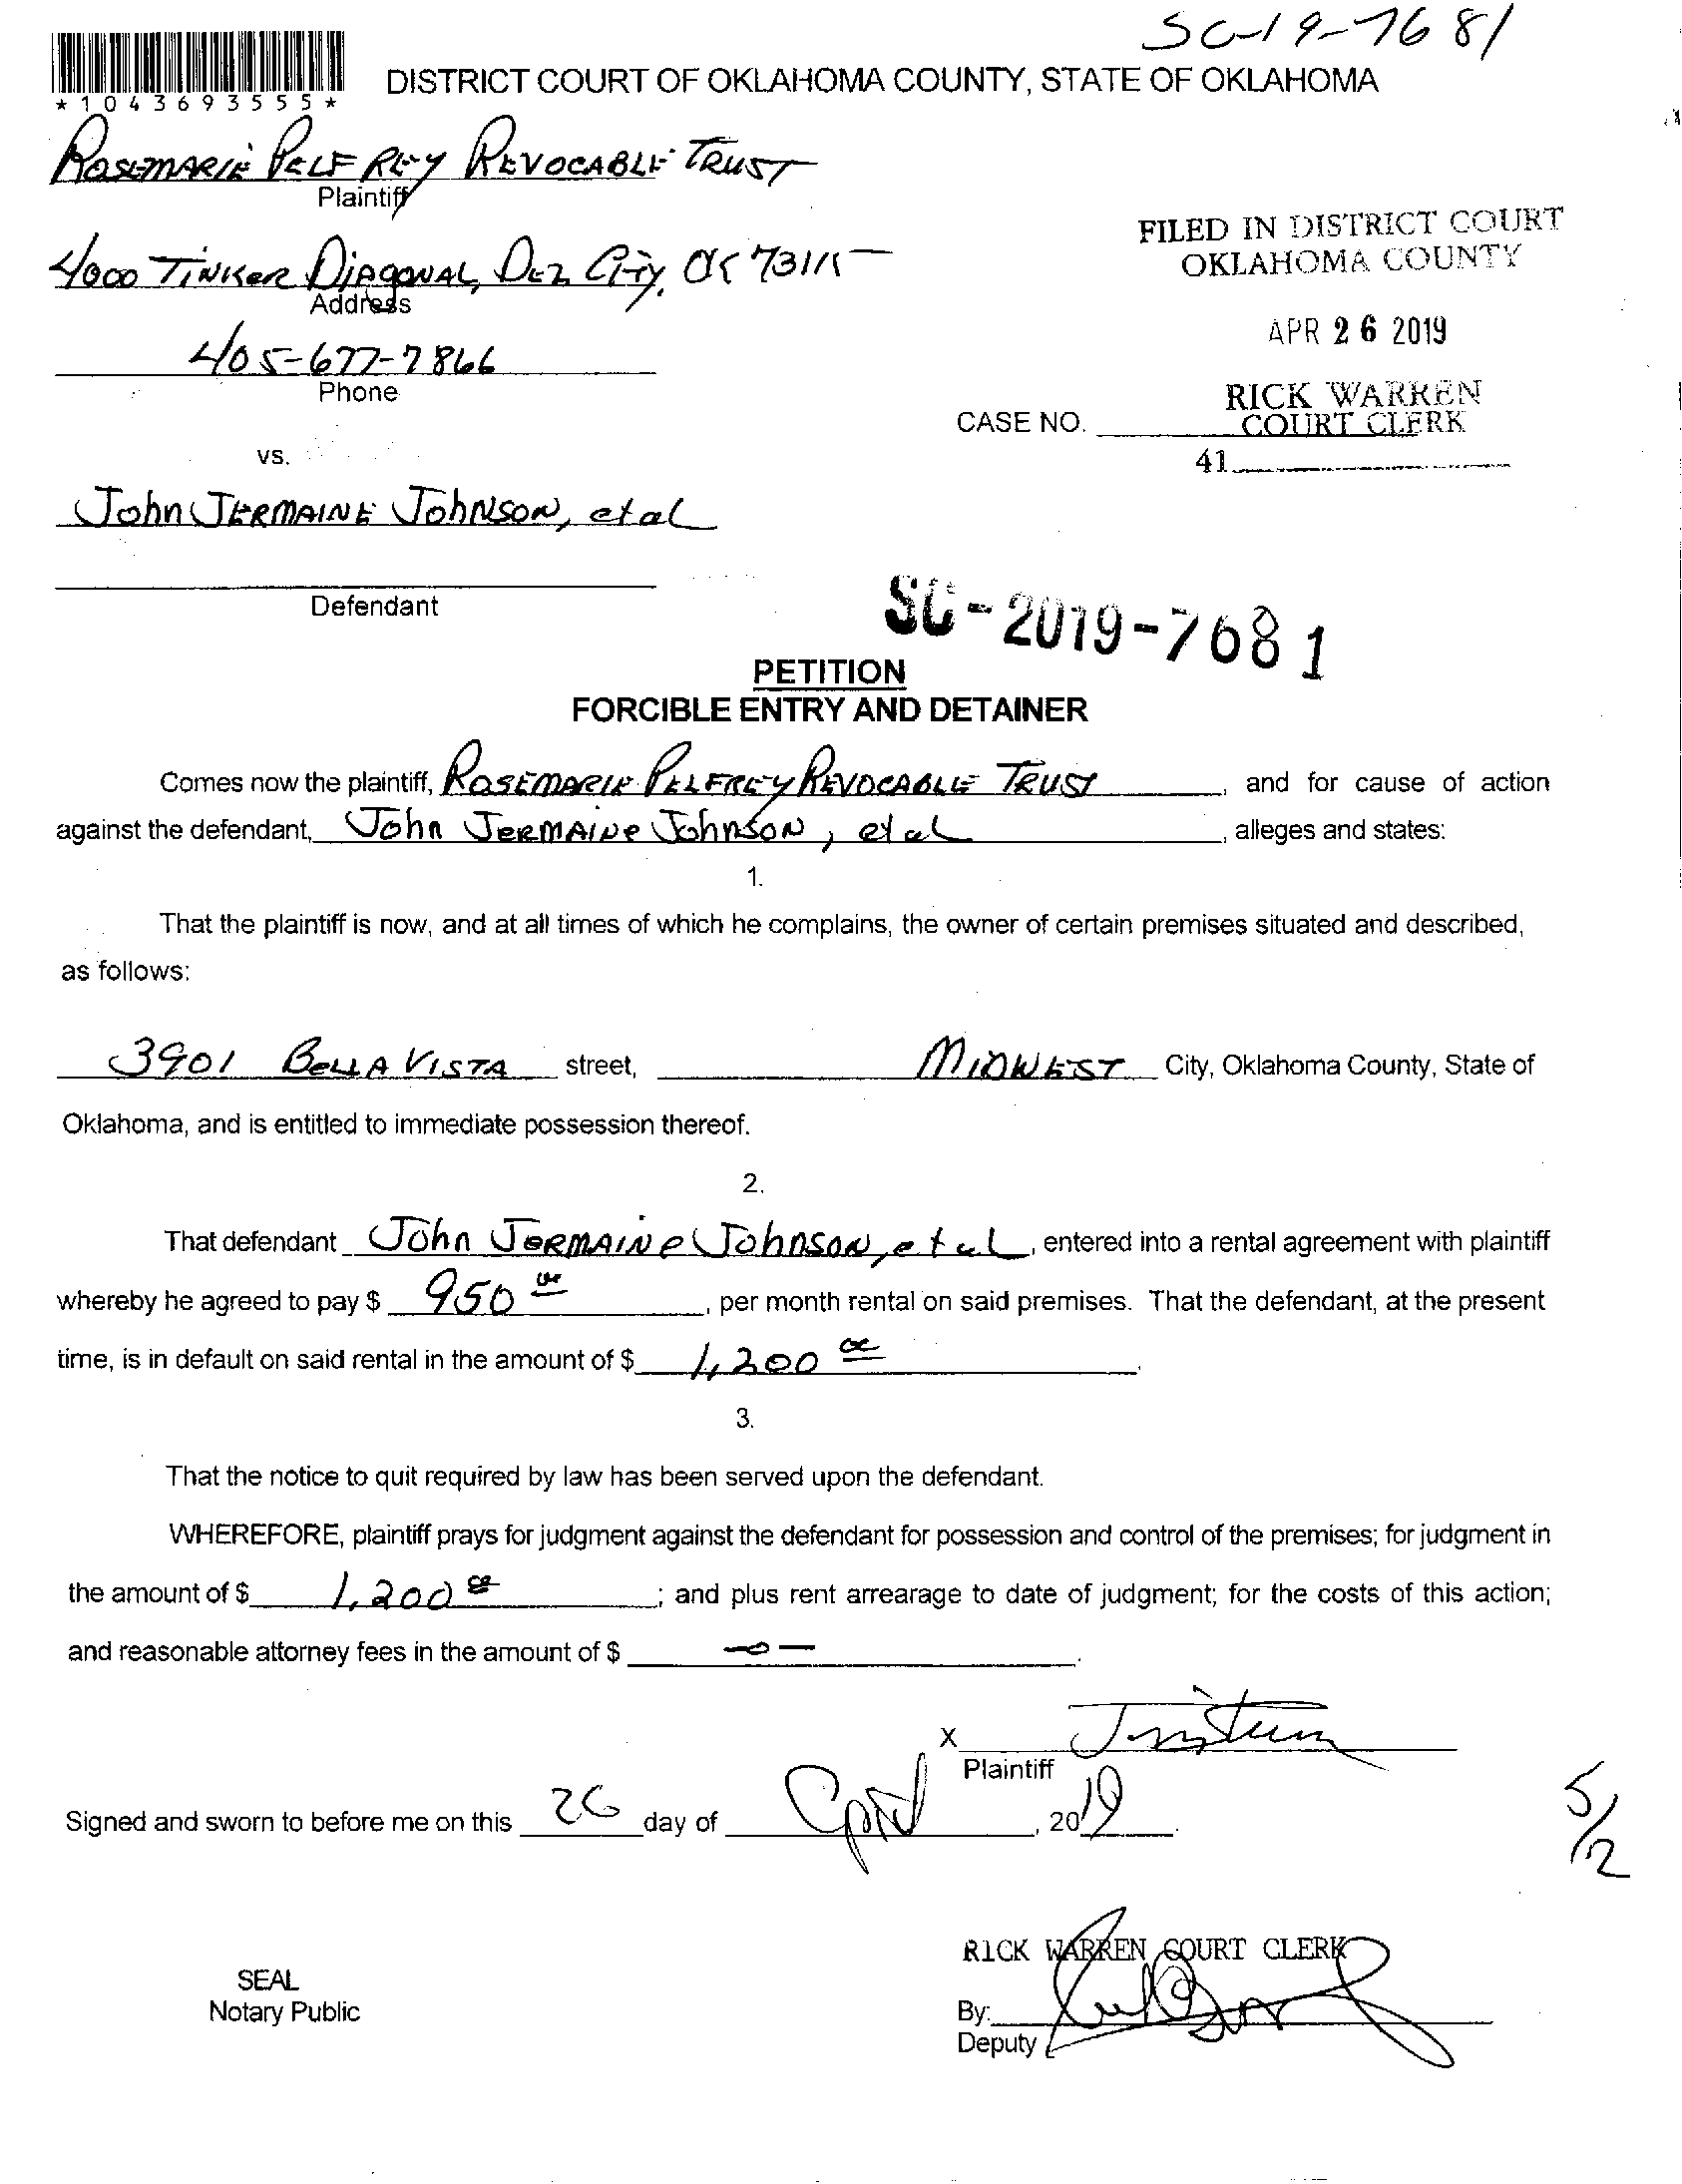 SC-19-7681
*1043693555*
DISTRICT COURT OF OKLAHOMA COUNTY, STATE OF OKLAHOMA
ROSEMARIE PELFREY REVOCABLE TRUST
Plaintiff
4000 TINKER DIAGONAL, DEL CITY, OK 73115
Address
405-677-7866
Phone
FILED IN DISTRICT COURT
OKLAHOMA COUNTY
APR 26 2019
RICK WARREN
COURT CLERK
41
CASE NO.
vs.
John JERMAINE JohNSON, et al
Defendant
SC-2019-7681
PETITION
FORCIBLE ENTRY AND DETAINER
Comes now the plaintiff, ROSEMARIE PELFREY REVOCABLE TRUST, and for cause of action
against the defendant, John JERMAINE JohnSON, et al, alleges and states:
1.
That the plaintiff is now, and at all times of which he complains, the owner of certain premises situated and described,
as follows:
3901 BELLA VISTA street, MIDWEST City, Oklahoma County, State of
Oklahoma, and is entitled to immediate possession thereof.
2.
That defendant John JERMAINE JohnSON, et al, entered into a rental agreement with plaintiff
whereby he agreed to pay $ 950 00, per month rental on said premises. That the defendant, at the present
time, is in default on said rental in the amount of $ 1,200 00.
3.
That the notice to quit required by law has been served upon the defendant.
WHEREFORE, plaintiff prays for judgment against the defendant for possession and control of the premises; for judgment in
the amount of $ 1,200 00; and plus rent arrearage to date of judgment; for the costs of this action;
and reasonable attorney fees in the amount of $ -0-.
X
Plaintiff
Signed and sworn to before me on this 26 day of April, 2019.
5/2
RICK WARREN COURT CLERK
SEAL
Notary Public
By:
Deputy